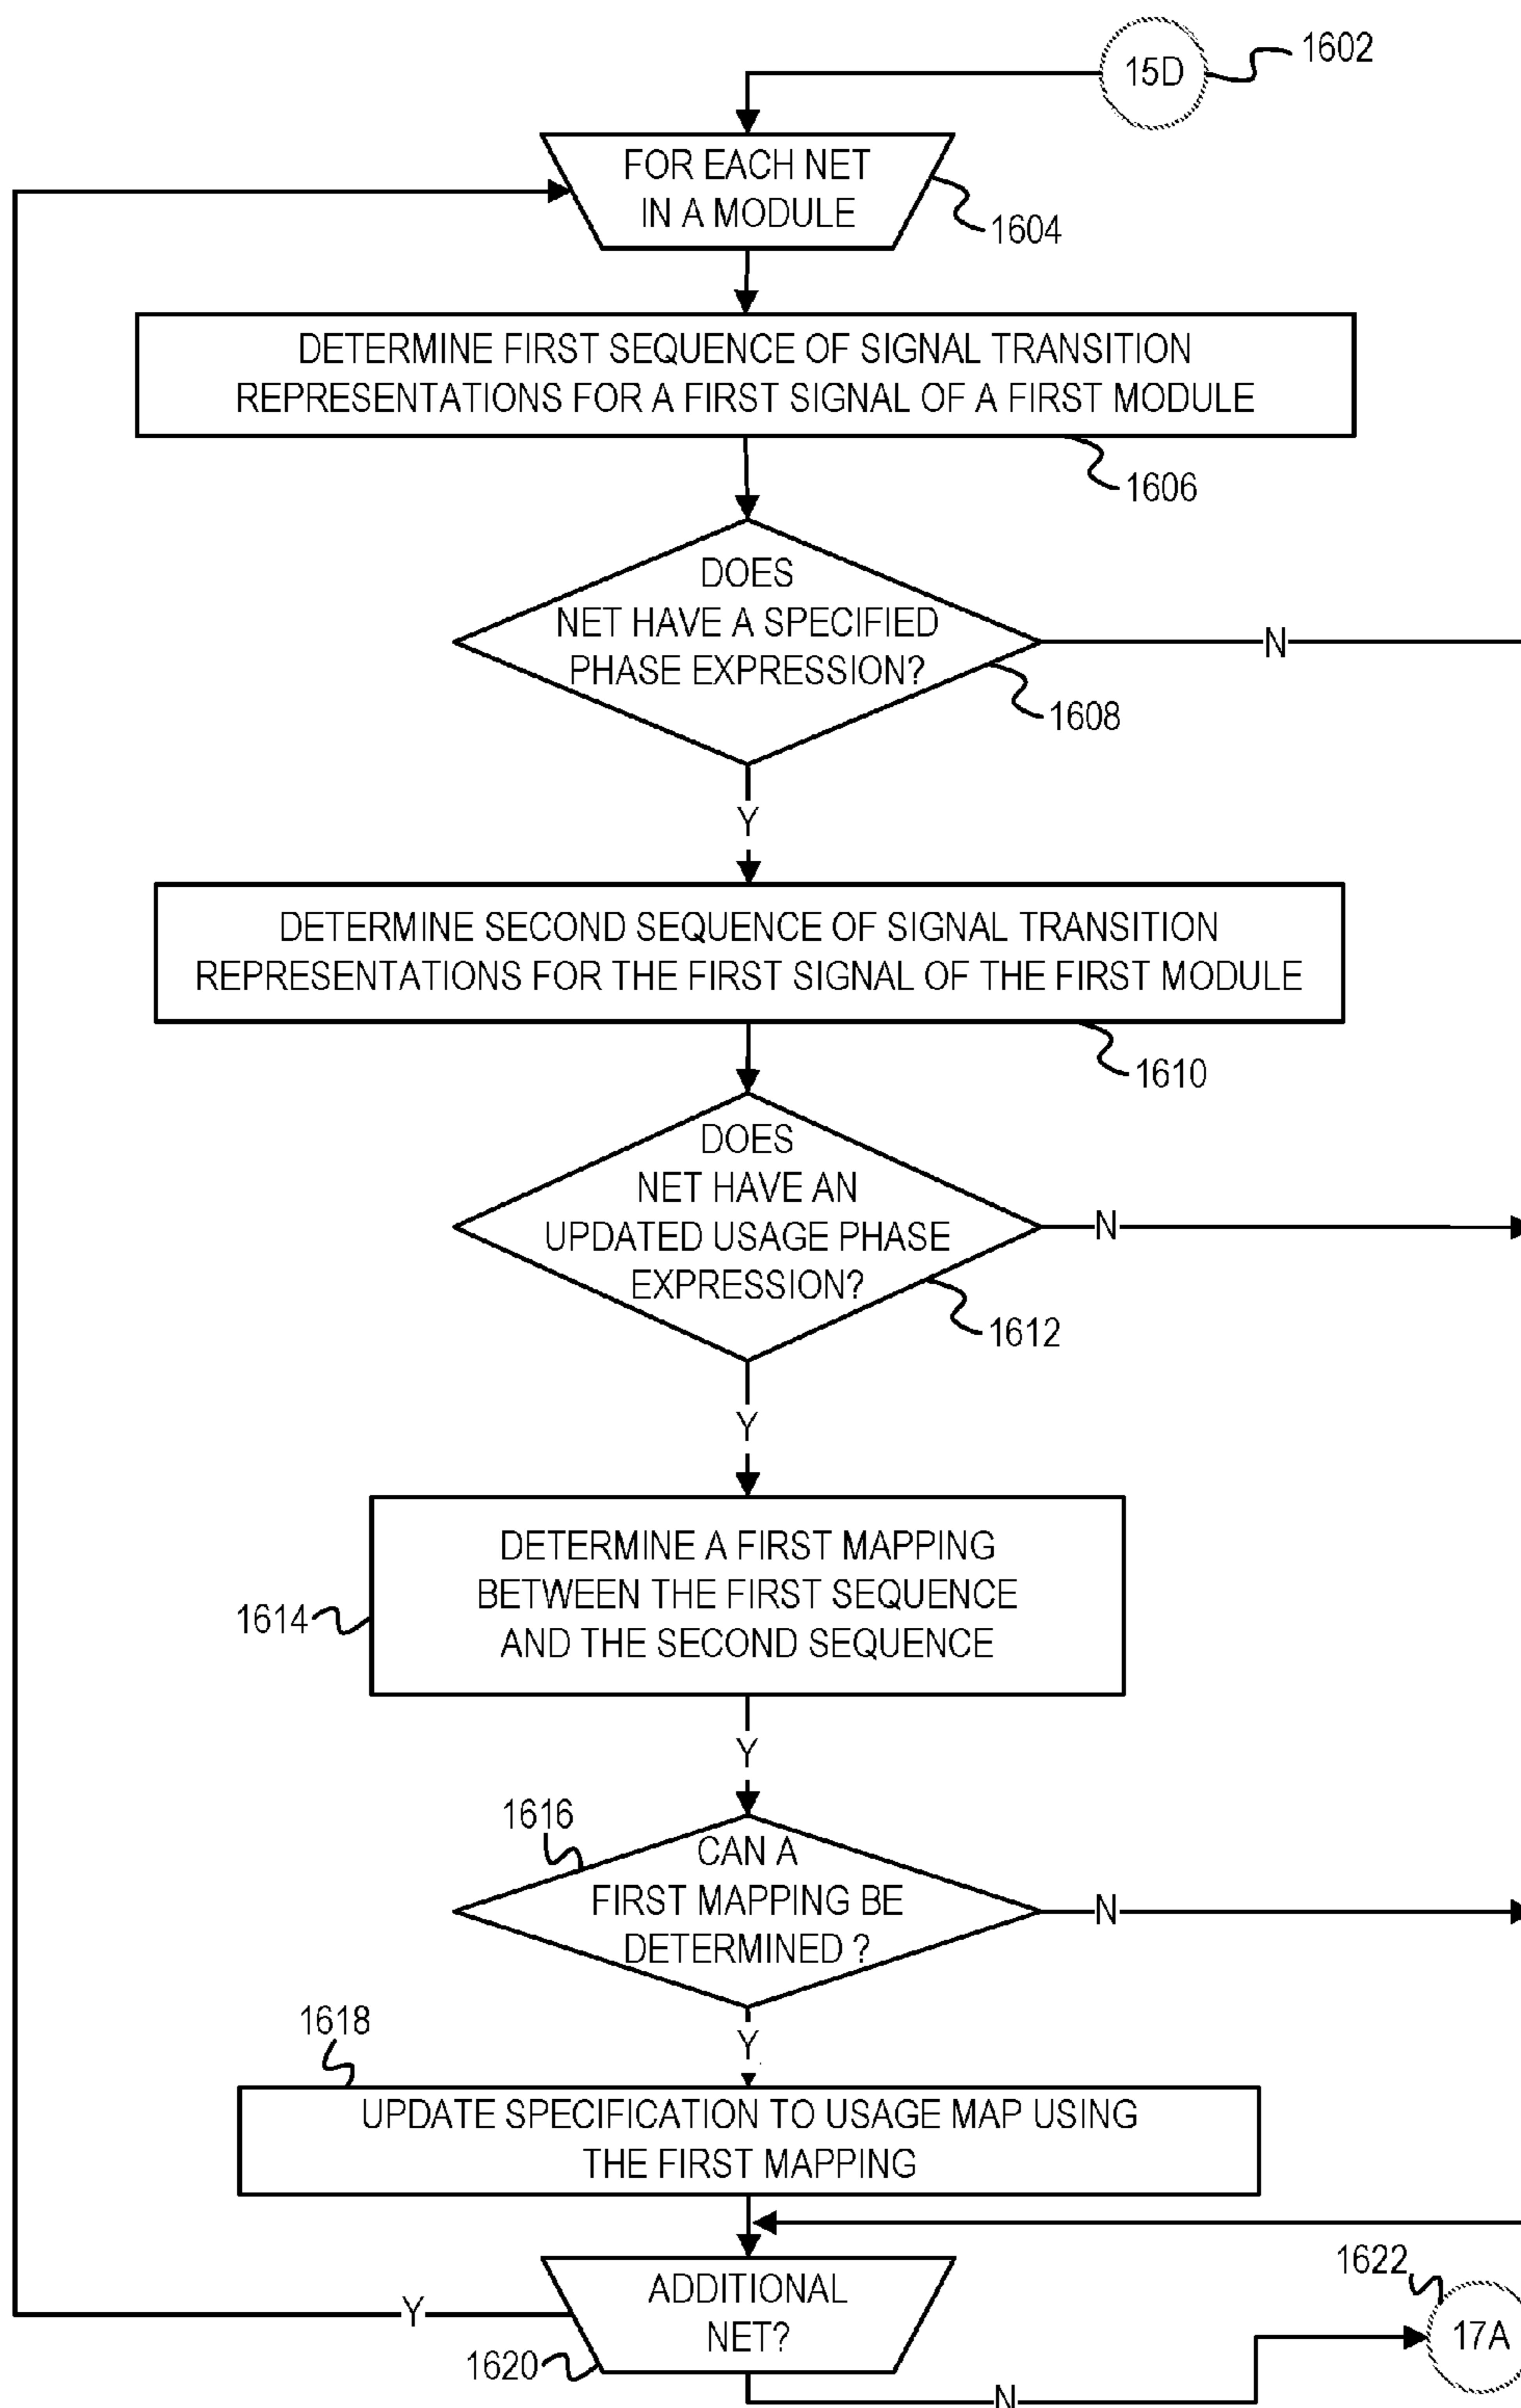 15D
1602
FOR EACH NET
IN A MODULE
1604
DETERMINE FIRST SEQUENCE OF SIGNAL TRANSITION
REPRESENTATIONS FOR A FIRST SIGNAL OF A FIRST MODULE
1606
DOES
NET HAVE A SPECIFIED
PHASE EXPRESSION?
N
1608
Y
DETERMINE SECOND SEQUENCE OF SIGNAL TRANSITION
REPRESENTATIONS FOR THE FIRST SIGNAL OF THE FIRST MODULE
1610
DOES
NET HAVE AN
UPDATED USAGE PHASE
EXPRESSION?
N
1612
Y
DETERMINE A FIRST MAPPING
BETWEEN THE FIRST SEQUENCE
AND THE SECOND SEQUENCE
1614
Y
1616
CAN A
FIRST MAPPING BE
DETERMINED ?
N
Y
1618
UPDATE SPECIFICATION TO USAGE MAP USING
THE FIRST MAPPING
ADDITIONAL
NET?
Y
1620
1622
17A
N